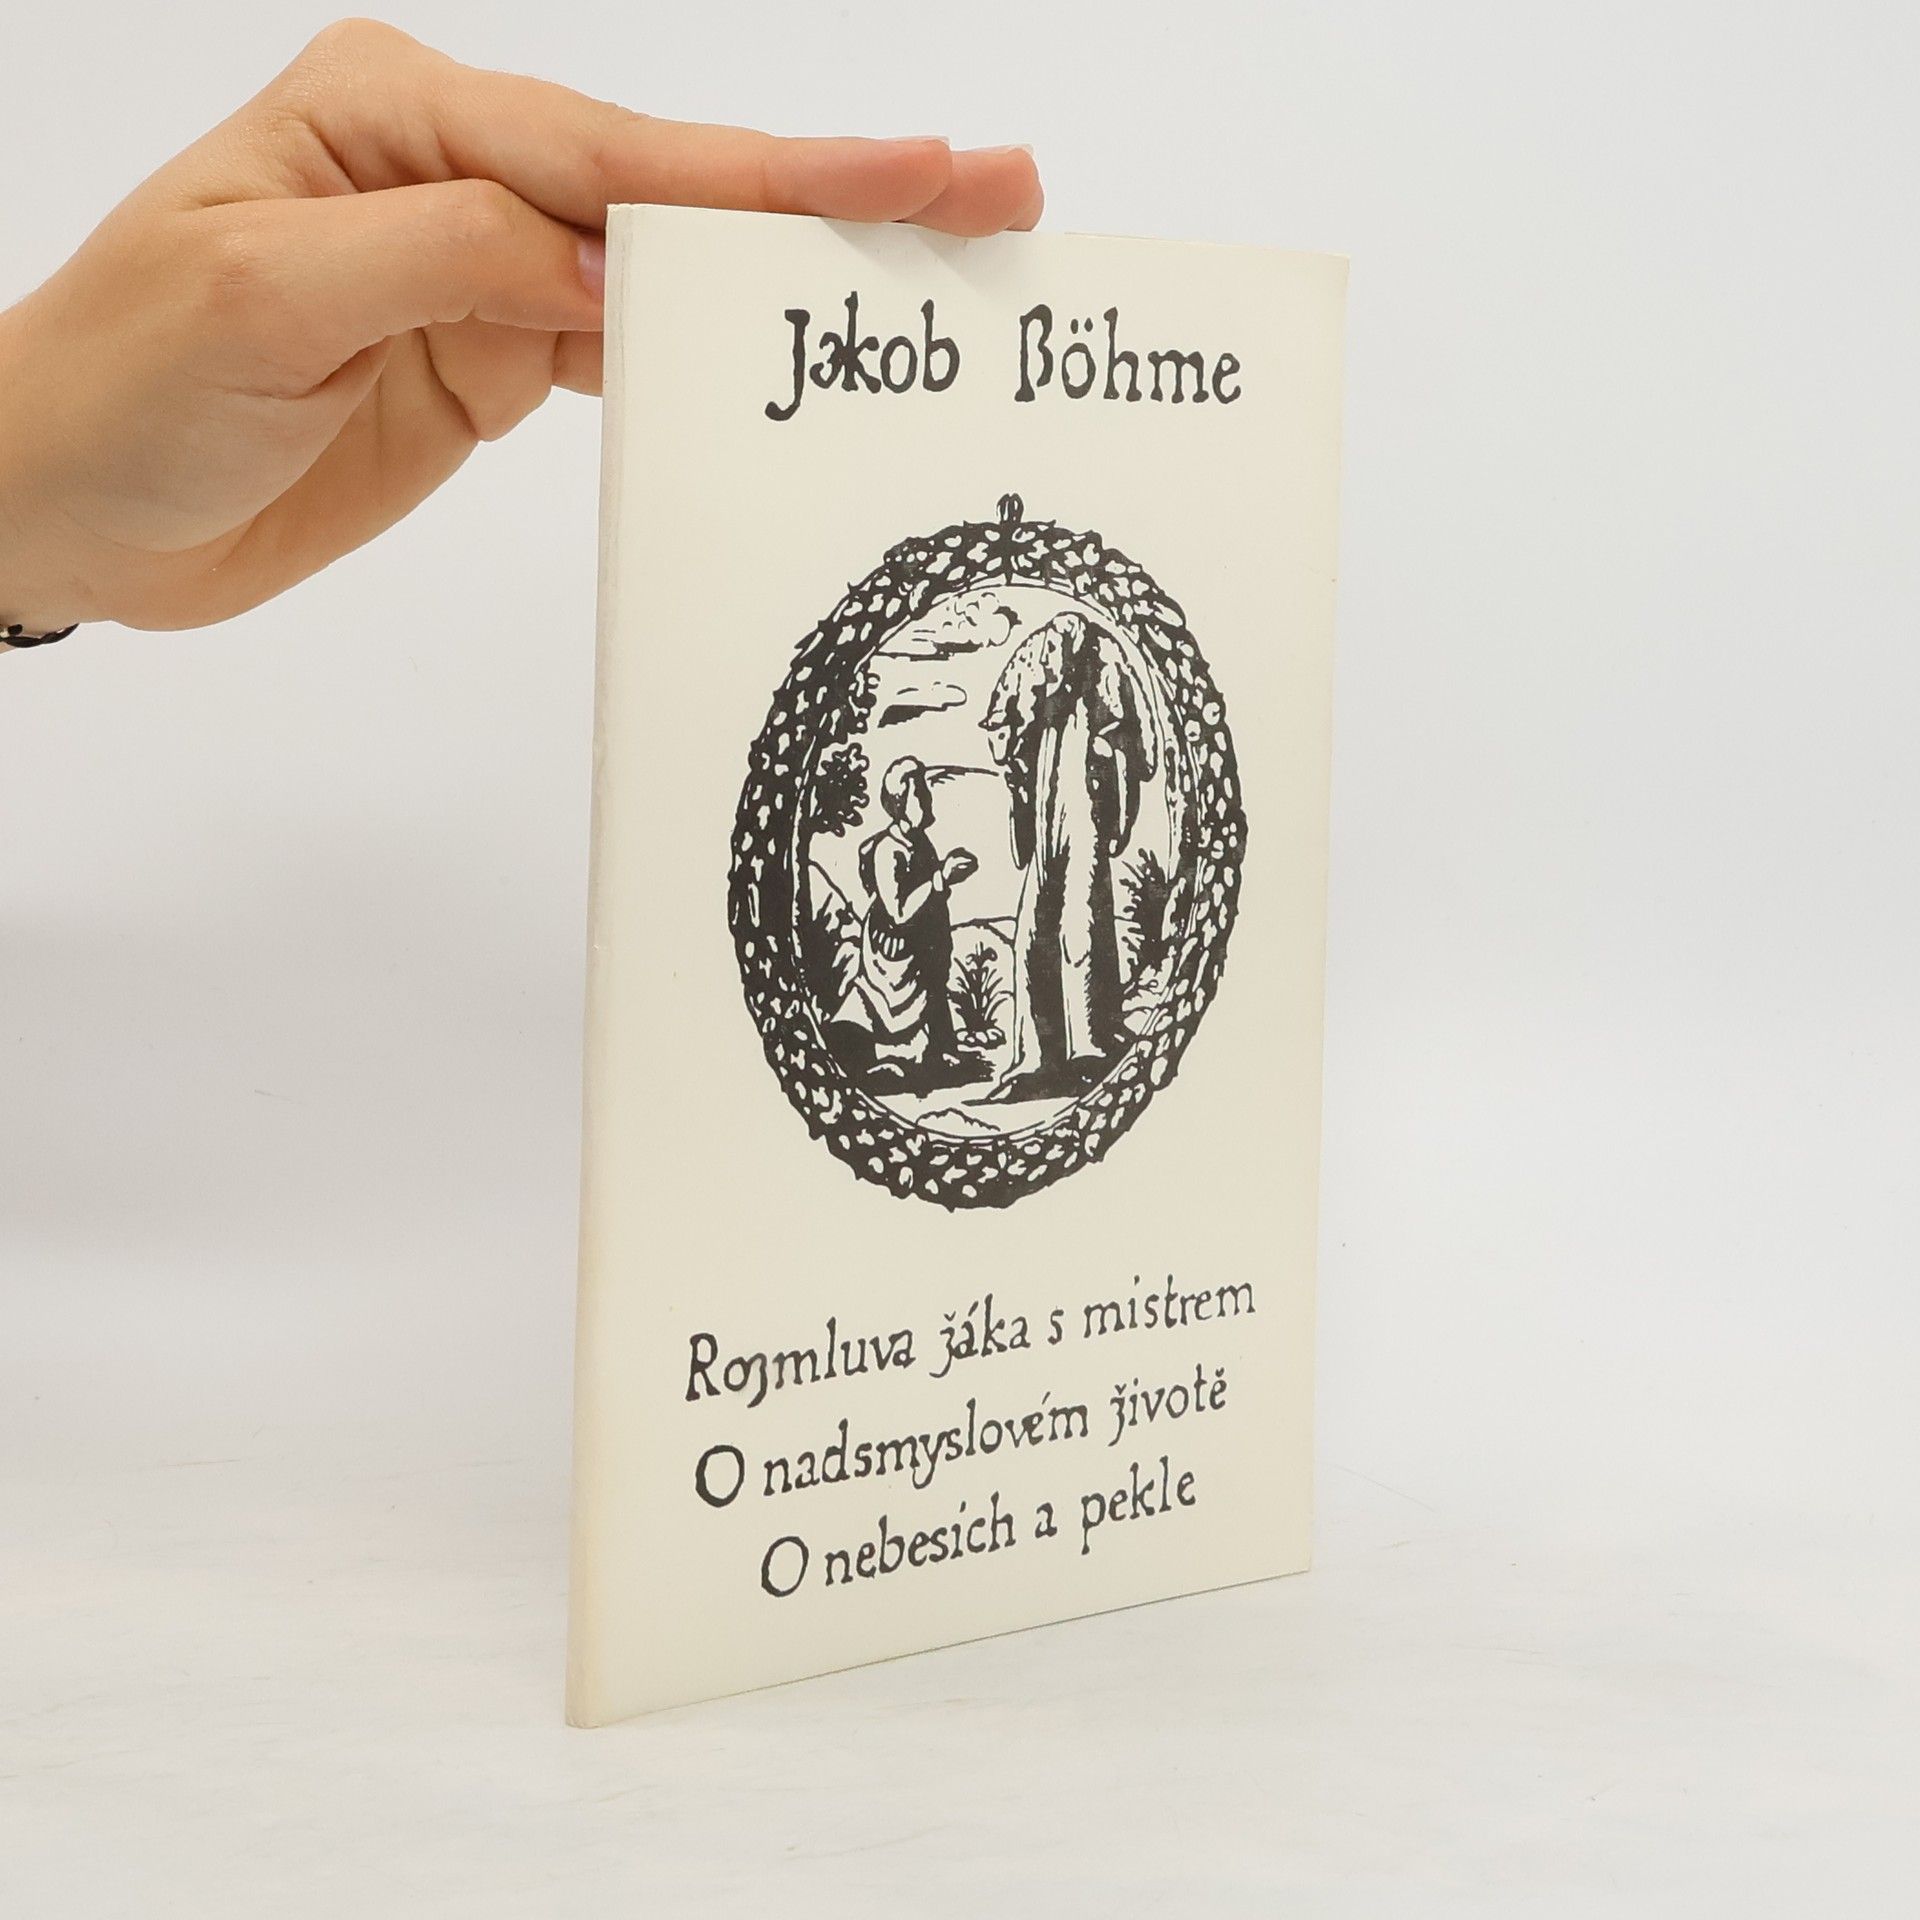 Jakob Böhme
Rozmluva žáka s mistrem
O nadsmyslovém životě
O nebesích a pekle